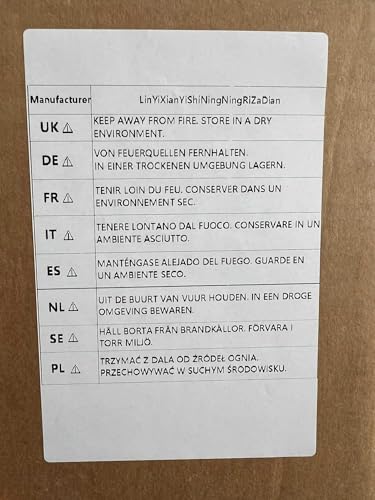 Manufacturer LinYiXianYiShiNingNingRiZaDian
UK ⚠ KEEP AWAY FROM FIRE. STORE IN A DRY
ENVIRONMENT.
DE ⚠ VON FEUERQUELLEN FERNHALTEN.
IN EINER TROCKENEN UMGEBUNG LAGERN.
FR ⚠ TENIR LOIN DU FEU. CONSERVER DANS UN
ENVIRONNEMENT SEC.
IT ⚠ TENERE LONTANO DAL FUOCO. CONSERVARE IN UN
AMBIENTE ASCIUTTO.
ES ⚠ MANTÉNGASE ALEJADO DEL FUEGO. GUARDE EN
UN AMBIENTE SECO.
NL ⚠ UIT DE BUURT VAN VUUR HOUDEN. IN EEN DROGE
OMGEVING BEWAREN.
SE ⚠ HÅLL BORTA FRÅN BRANDKÄLLOR. FÖRVARA I
TORR MILJÖ.
PL ⚠ TRZYMAĆ Z DALA OD ŹRÓDEŁ OGNIA.
PRZECHOWYWAĆ W SUCHYM ŚRODOWISKU.